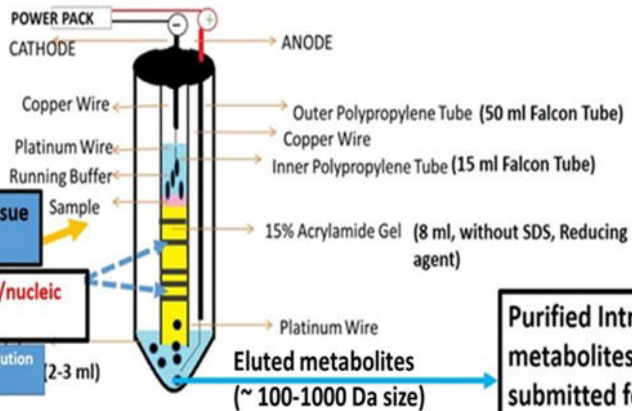 POWER PACK
−
+
CATHODE
ANODE
Copper Wire
Outer Polypropylene Tube (50 ml Falcon Tube)
Copper Wire
Platinum Wire
Inner Polypropylene Tube (15 ml Falcon Tube)
Running Buffer
sue
Sample
15% Acrylamide Gel (8 ml, without SDS, Reducing
agent)
/nucleic
Platinum Wire
ution
(2-3 ml)
Eluted metabolites
(~ 100-1000 Da size)
Purified Intr
metabolites
submitted fo